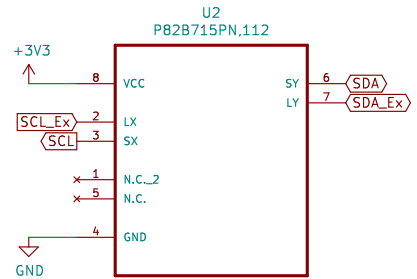 U2
P82B715PN,112
+3V3
8 VCC SY 6 SDA
LY 7 SDA_Ex
SCL_Ex 2 LX
SCL 3 SX
1 N.C._2
5 N.C.
4 GND
GND